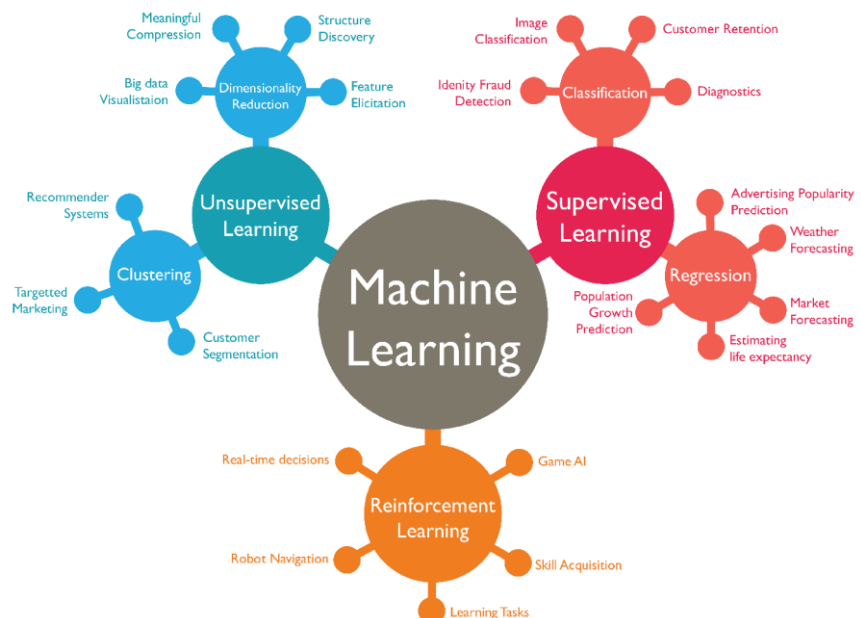 Meaningful
Compression
Structure
Discovery
Big data
Visualistaion
Dimensionality
Reduction
Feature
Elicitation
Image
Classification
Customer Retention
Idenity Fraud
Detection
Classification
Diagnostics
Unsupervised
Learning
Supervised
Learning
Recommender
Systems
Clustering
Targetted
Marketing
Customer
Segmentation
Machine
Learning
Advertising Popularity
Prediction
Weather
Forecasting
Regression
Population
Growth
Prediction
Market
Forecasting
Estimating
life expectancy
Real-time decisions
Game AI
Reinforcement
Learning
Robot Navigation
Skill Acquisition
Learning Tasks